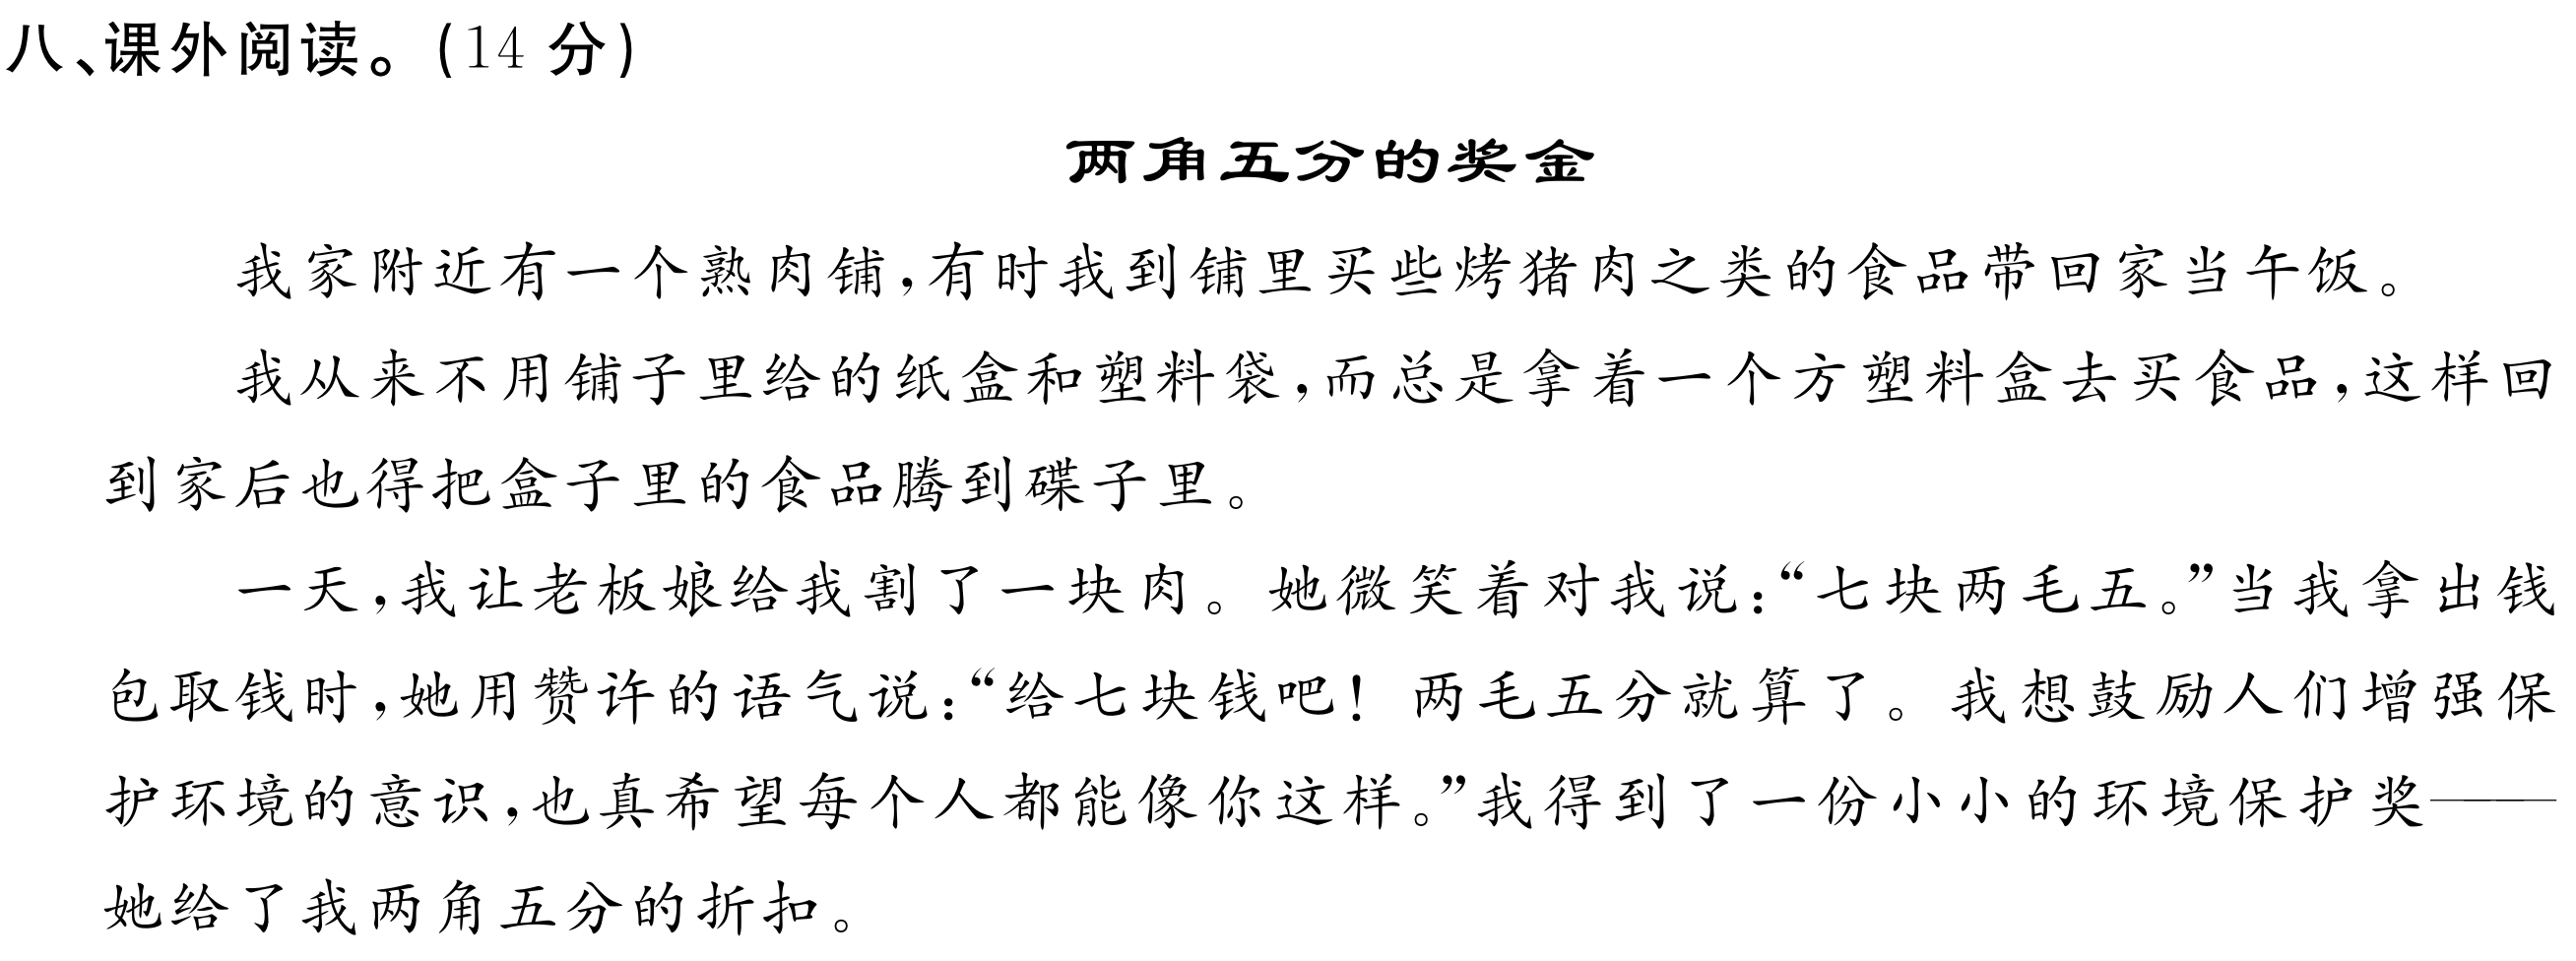 八、课外阅读。(14 分)
两角五分的奖金
我家附近有一个熟肉铺,有时我到铺里买些烤猪肉之类的食品带回家当午饭。
我从来不用铺子里给的纸盒和塑料袋,而总是拿着一个方塑料盒去买食品,这样回
到家后也得把盒子里的食品腾到碟子里。
一天,我让老板娘给我割了一块肉。她微笑着对我说:“七块两毛五。”当我拿出钱
包取钱时,她用赞许的语气说:“给七块钱吧!两毛五分就算了。我想鼓励人们增强保
护环境的意识,也真希望每个人都能像你这样。”我得到了一份小小的环境保护奖——
她给了我两角五分的折扣。